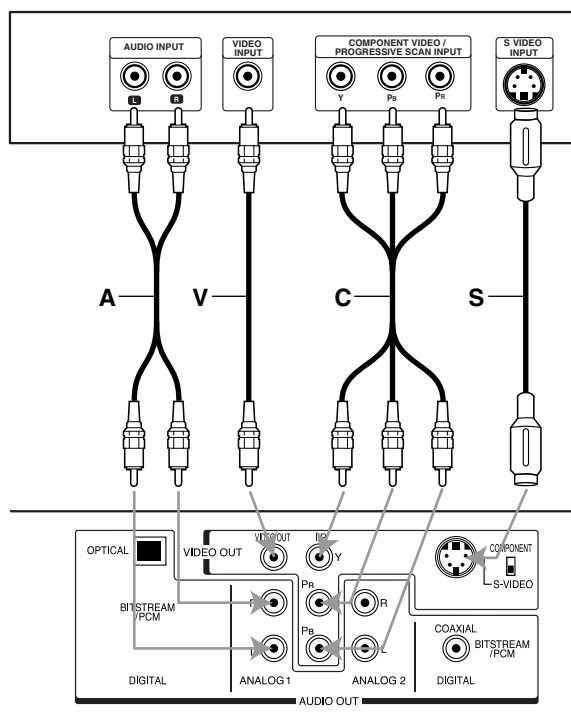 AUDIO INPUT
L
R
VIDEO
INPUT
COMPONENT VIDEO /
PROGRESSIVE SCAN INPUT
Y
PB
PR
S VIDEO
INPUT
A
V
C
S
OPTICAL
VIDEO OUT
VIDEO OUT
Y
COMPONENT
S-VIDEO
PR
R
R
BITSTREAM
/PCM
PB
L
COAXIAL
BITSTREAM
/PCM
DIGITAL
ANALOG 1
ANALOG 2
DIGITAL
AUDIO OUT